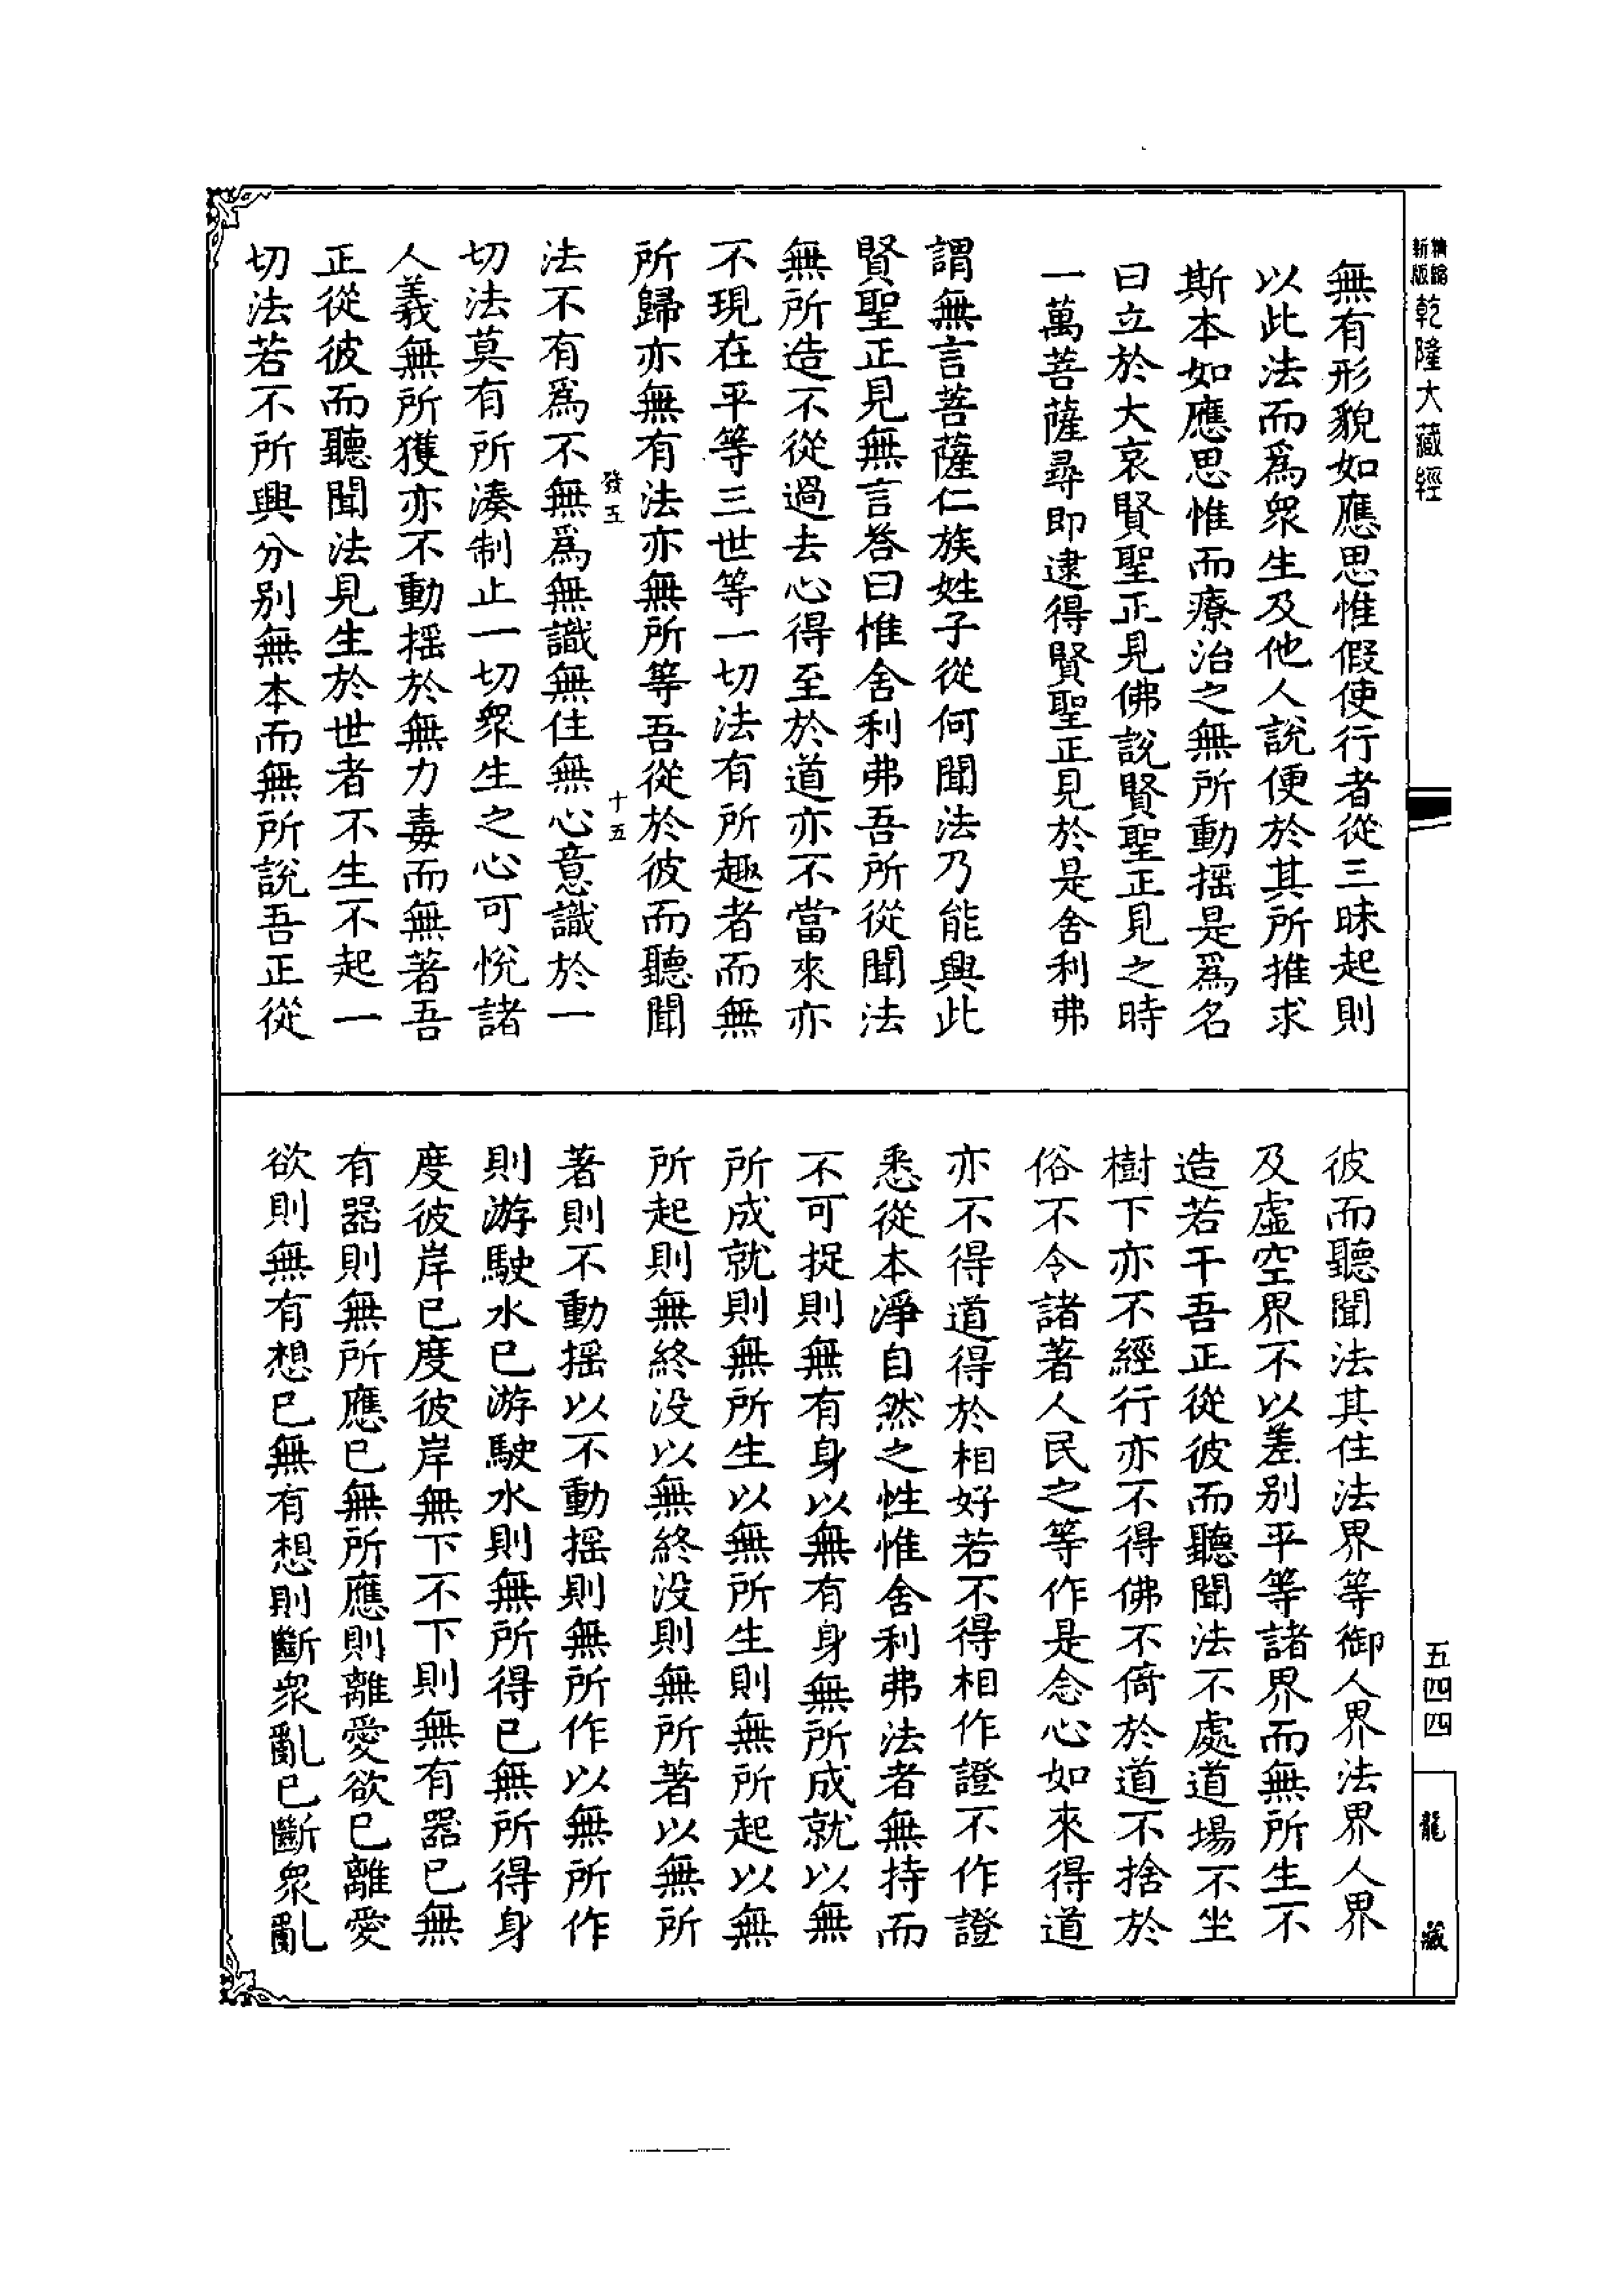 精縮
新版
乾隆大藏經
無有形貌如應思惟假使行者從三昧起則
以此法而為衆生及他人說便於其所推求
斯本如應思惟而療治之無所動搖是為名
曰立於大哀賢聖正見佛說賢聖正見之時
一萬菩薩尋即逮得賢聖正見於是舍利弗
謂無言菩薩仁族姓子從何聞法乃能興此
賢聖正見無言荅曰惟舍利弗吾所從聞法
無所造不從過去心得至於道亦不當來亦
不現在平等三世等一切法有所趣者而無
所歸亦無有法亦無所等吾從於彼而聽聞
發五
十五
法不有為不無為無識無住無心意識於一
切法莫有所湊制止一切衆生之心可悅諸
人義無所獲亦不動搖於無力毒而無著吾
正從彼而聽聞法見生於世者不生不起一
切法若不所興分別無本而無所說吾正從
彼而聽聞法其住法界等御人界法界人界
及虛空界不以差別平等諸界而無所生不
造若干吾正從彼而聽聞法不處道場不坐
樹下亦不經行亦不得佛不倚於道不捨於
俗不令諸著人民之等作是念心如來得道
亦不得道得於相好若不得相作證不作證
悉從本淨自然之性惟舍利弗法者無持而
不可捉則無有身以無有身無所成就以無
所成就則無所生以無所生則無所起以無
所起則無終没以無終没則無所著以無所
著則不動搖以不動搖則無所作以無所作
則游駛水已游駛水則無所得已無所得身
度彼岸已度彼岸無下不下則無有器已無
有器則無所應已無所應則離愛欲已離愛
欲則無有想已無有想則斷衆亂已斷衆亂
五四四
龍藏